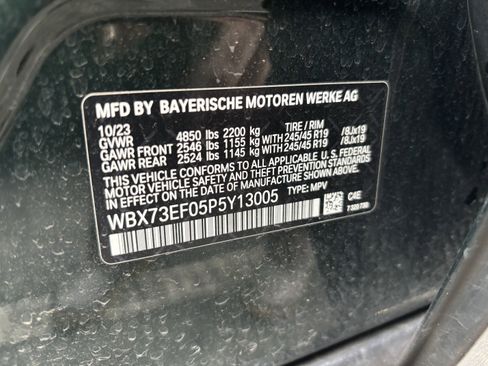 MFD BY BAYERISCHE MOTOREN WERKE AG
10/23 TIRE / RIM
GVWR 4850 lbs 2200 kg
GAWR FRONT 2546 lbs 1155 kg WITH 245/45 R19 /8Jx19
GAWR REAR 2524 lbs 1145 kg WITH 245/45 R19 /8Jx19
THIS VEHICLE CONFORMS TO ALL APPLICABLE U.S. FEDERAL
MOTOR VEHICLE SAFETY AND THEFT PREVENTION STANDARDS
IN EFFECT ON THE DATE OF MANUFACTURE SHOWN ABOVE.
WBX73EF05P5Y13005 TYPE: MPV
C4E